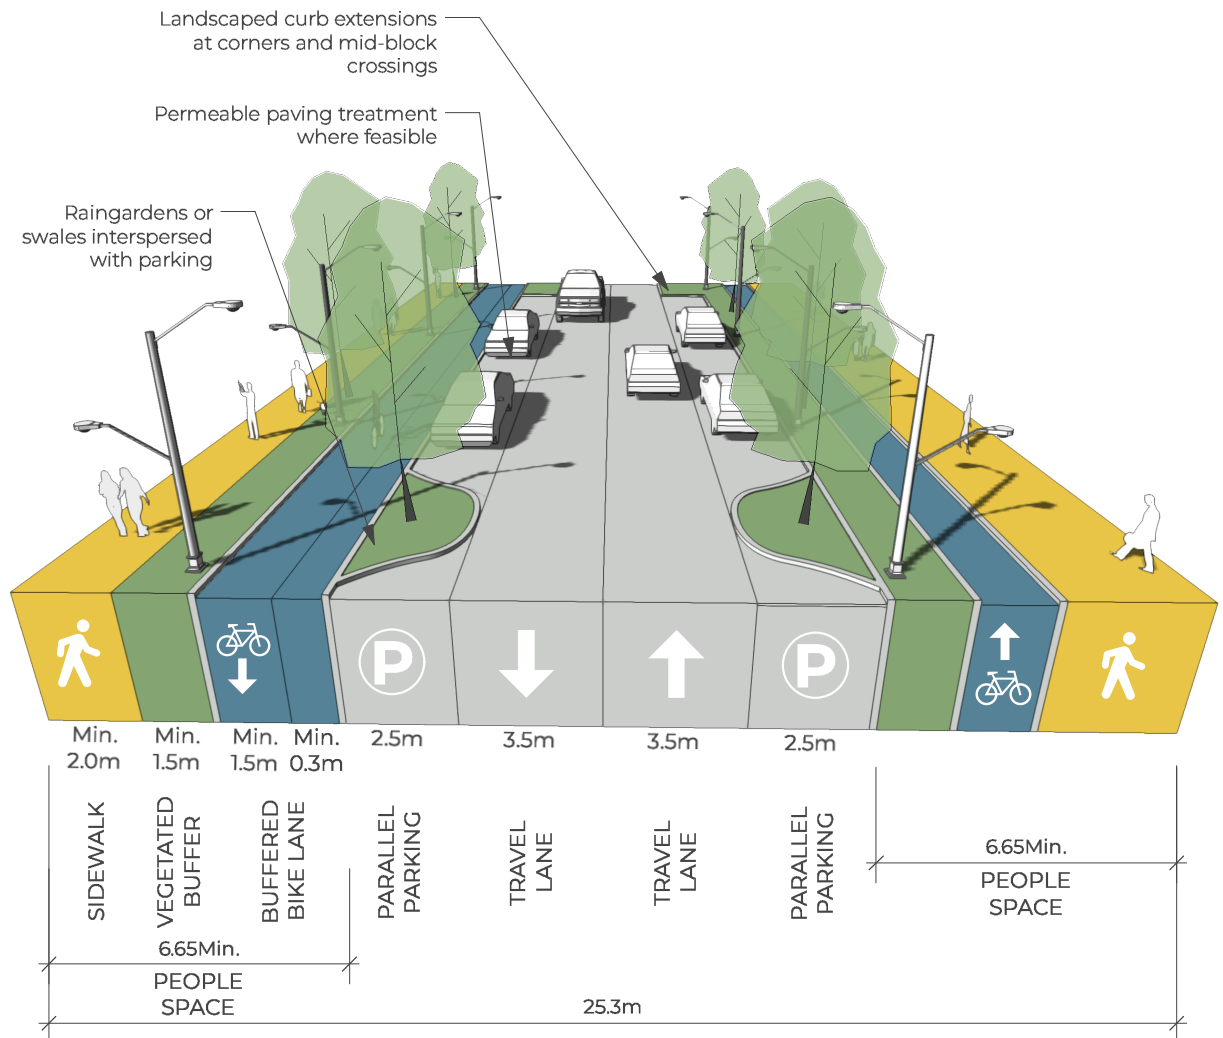 Landscaped curb extensions
at corners and mid-block
crossings
Permeable paving treatment
where feasible
Raingardens or
swales interspersed
with parking
P
P
Min.
2.0m
Min.
1.5m
Min.
1.5m
Min.
0.3m
2.5m
3.5m
3.5m
2.5m
SIDEWALK
VEGETATED
BUFFER
BUFFERED
BIKE LANE
PARALLEL
PARKING
TRAVEL
LANE
TRAVEL
LANE
PARALLEL
PARKING
6.65Min.
PEOPLE
SPACE
6.65Min.
PEOPLE
SPACE
25.3m